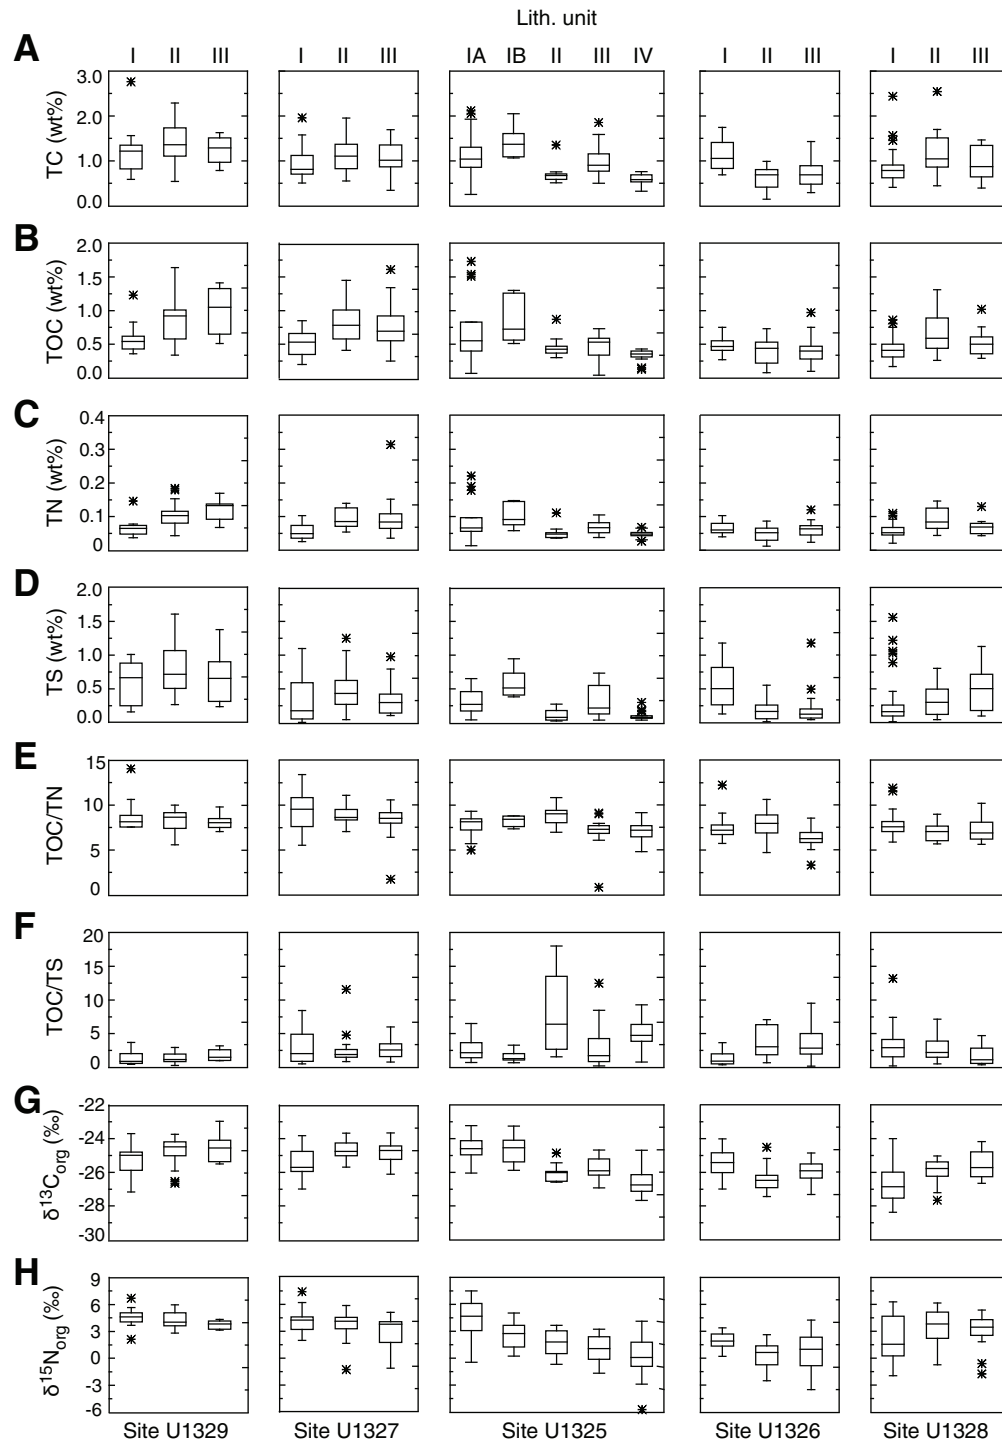 Lith. unit
A
I II III I II III IA IB II III IV I II III I II III
3.0
2.0
1.0
0.0
TC (wt%)
B
2.0
1.5
1.0
0.5
0.0
TOC (wt%)
C
0.4
0.3
0.2
0.1
0
TN (wt%)
D
2.0
1.5
1.0
0.5
0.0
TS (wt%)
E
15
10
5
0
TOC/TN
F
20
15
10
5
0
TOC/TS
G
-22
-24
-26
-28
-30
δ13Corg (‰)
H
9
6
3
0
-3
-6
δ15Norg (‰)
Site U1329 Site U1327 Site U1325 Site U1326 Site U1328